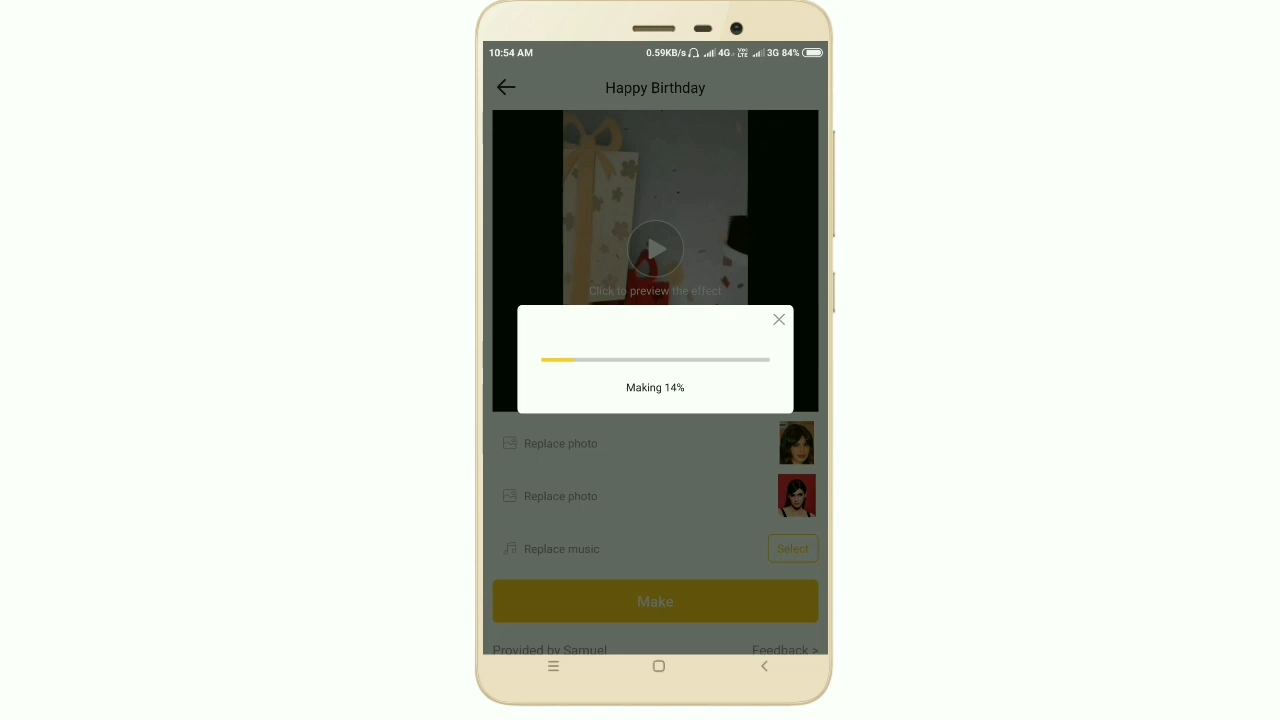 10:54 AM 0.59KB/s 4G VoLTE 3G 84%
Happy Birthday
Click to preview the effect
Making 14%
Replace photo
Replace photo
Replace music Select
Make
Provided by Samuel Feedback >